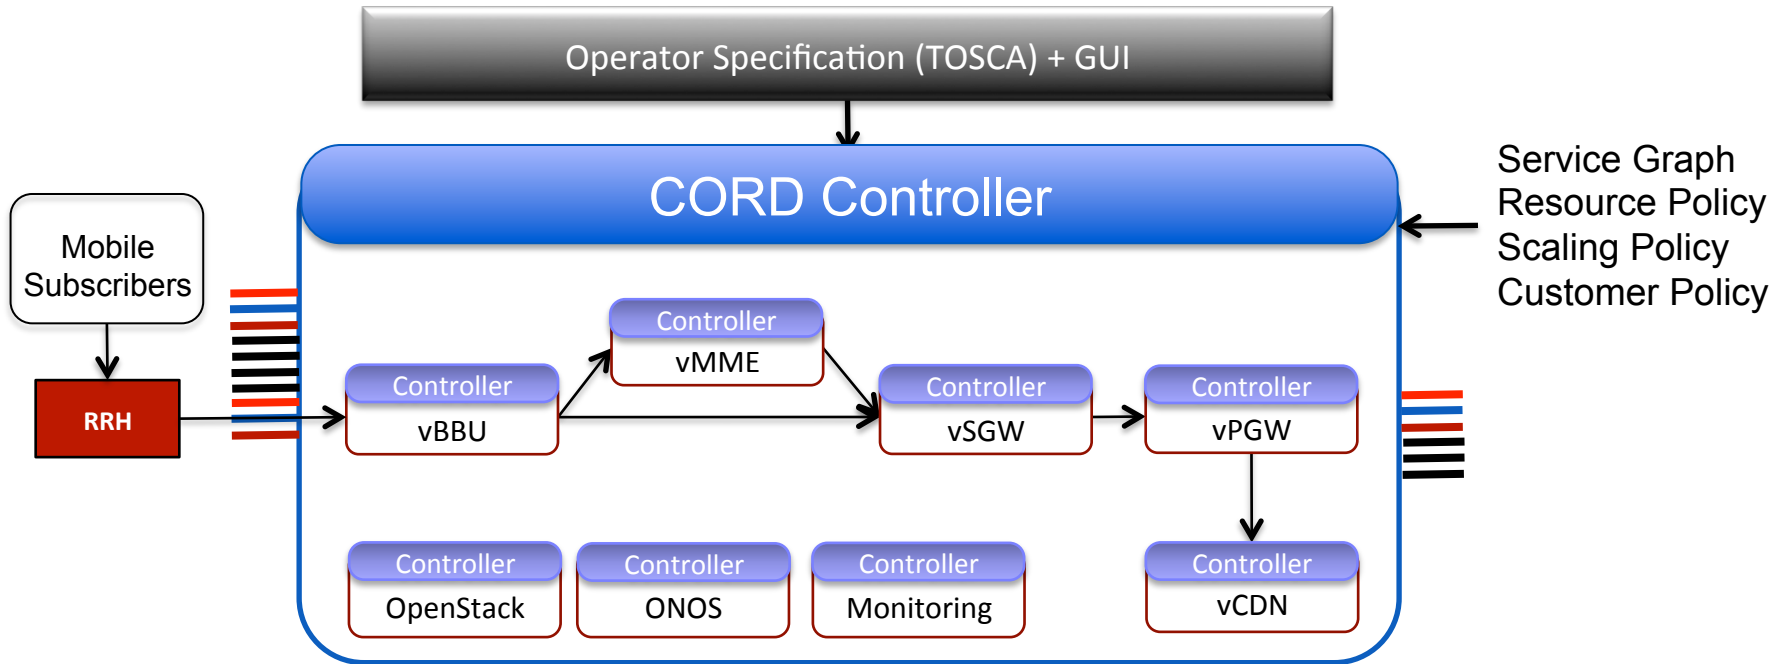 Operator Specification (TOSCA) + GUI
CORD Controller
Service Graph
Resource Policy
Scaling Policy
Customer Policy
Mobile
Subscribers
RRH
Controller
vBBU
Controller
vMME
Controller
vSGW
Controller
vPGW
Controller
OpenStack
Controller
ONOS
Controller
Monitoring
Controller
vCDN